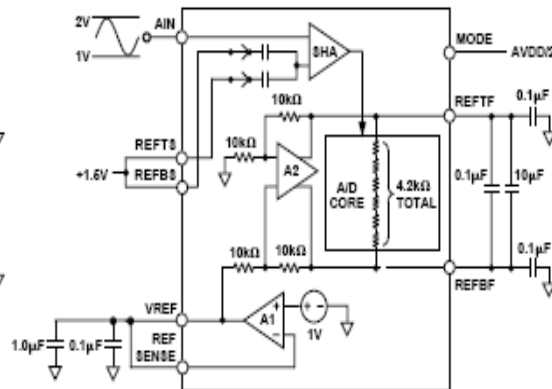 2V
1V
AIN
SHA
MODE
AVDD/2
10kΩ
REFTF
0.1µF
10kΩ
REFTS
+1.5V
REFBS
A2
A/D
CORE
4.2kΩ
TOTAL
0.1µF
10µF
10kΩ
10kΩ
0.1µF
REFBF
VREF
A1
1V
1.0µF
0.1µF
REF
SENSE